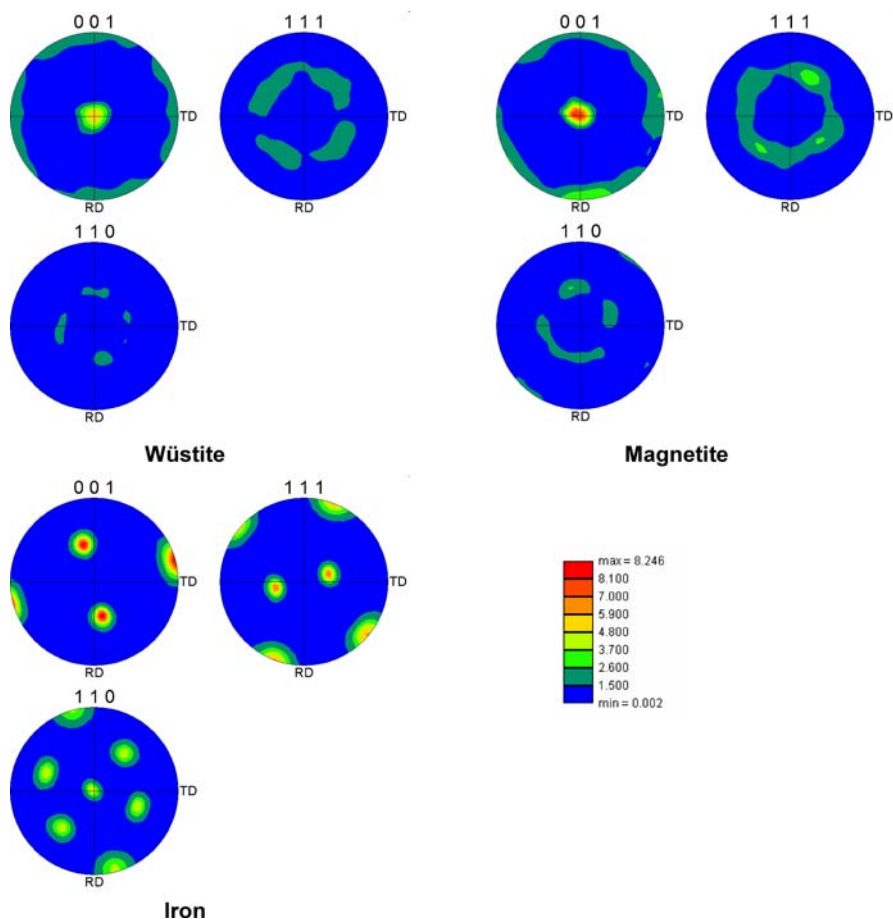 0 0 1
1 1 1
TD
TD
RD
RD
1 1 0
TD
RD
Wüstite
0 0 1
1 1 1
TD
TD
RD
RD
1 1 0
TD
RD
Magnetite
0 0 1
1 1 1
TD
TD
RD
RD
1 1 0
TD
RD
Iron
max = 8.246
8.100
7.000
5.900
4.800
3.700
2.600
1.500
min = 0.002